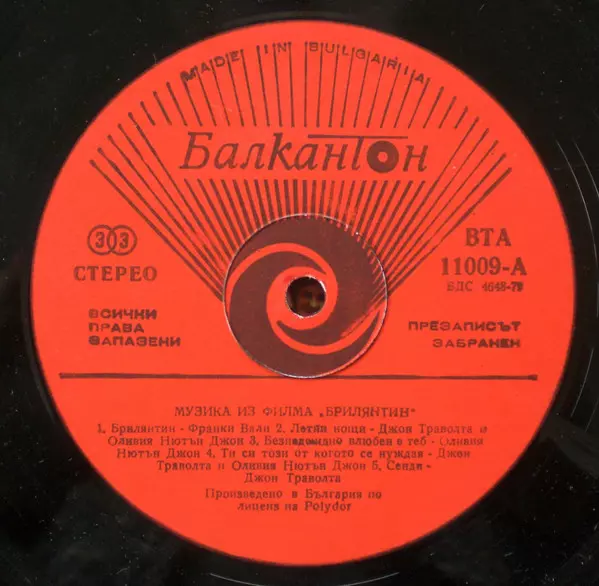 MADE IN BULGARIA
Балкантон
33
СТЕРЕО
ВТА
11009-А
БДС 4648-79
ВСИЧКИ
ПРАВА
ЗАПАЗЕНИ
ПРЕЗАПИСЪТ
ЗАБРАНЕН
МУЗИКА ИЗ ФИЛМА „БРИЛЯНТИН“
1. Брилянтин - Франки Вали 2. Летни нощи - Джон Траволта и
Оливия Нютън Джон 3. Безнадеждно влюбен в теб - Оливия
Нютън Джон 4. Ти си този от когото се нуждая - Джон
Траволта и Оливия Нютън Джон 5. Сенди -
Джон Траволта
Произведено в България по
лиценз на Polydor